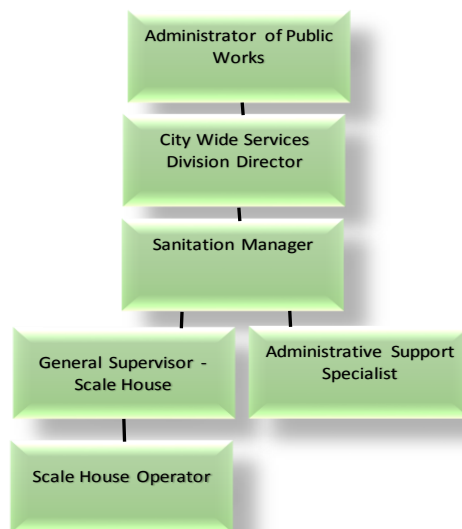 Administrator of Public
Works
City Wide Services
Division Director
Sanitation Manager
General Supervisor -
Scale House
Administrative Support
Specialist
Scale House Operator